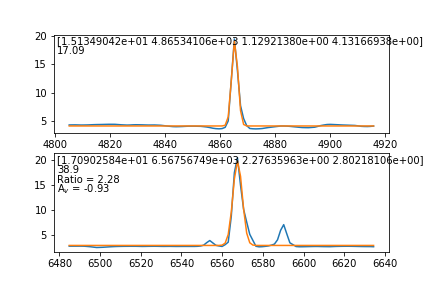 [1.51349042e+01 4.86534106e+03 1.12921380e+00 4.13166938e+00]
17.09
20
15
10
5
4800 4820 4840 4860 4880 4900 4920
[1.70902584e+01 6.56756749e+03 2.27635963e+00 2.80218106e+00]
38.9
Ratio = 2.28
Aᵥ = -0.93
20
15
10
5
6480 6500 6520 6540 6560 6580 6600 6620 6640